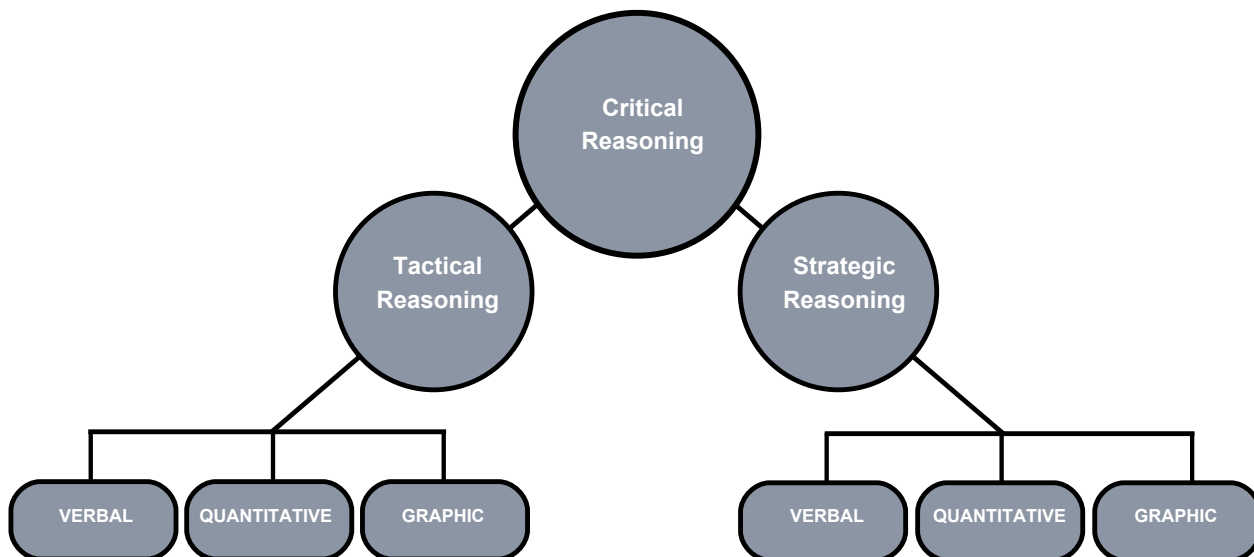 Critical
Reasoning
Tactical
Reasoning
Strategic
Reasoning
VERBAL
QUANTITATIVE
GRAPHIC
VERBAL
QUANTITATIVE
GRAPHIC